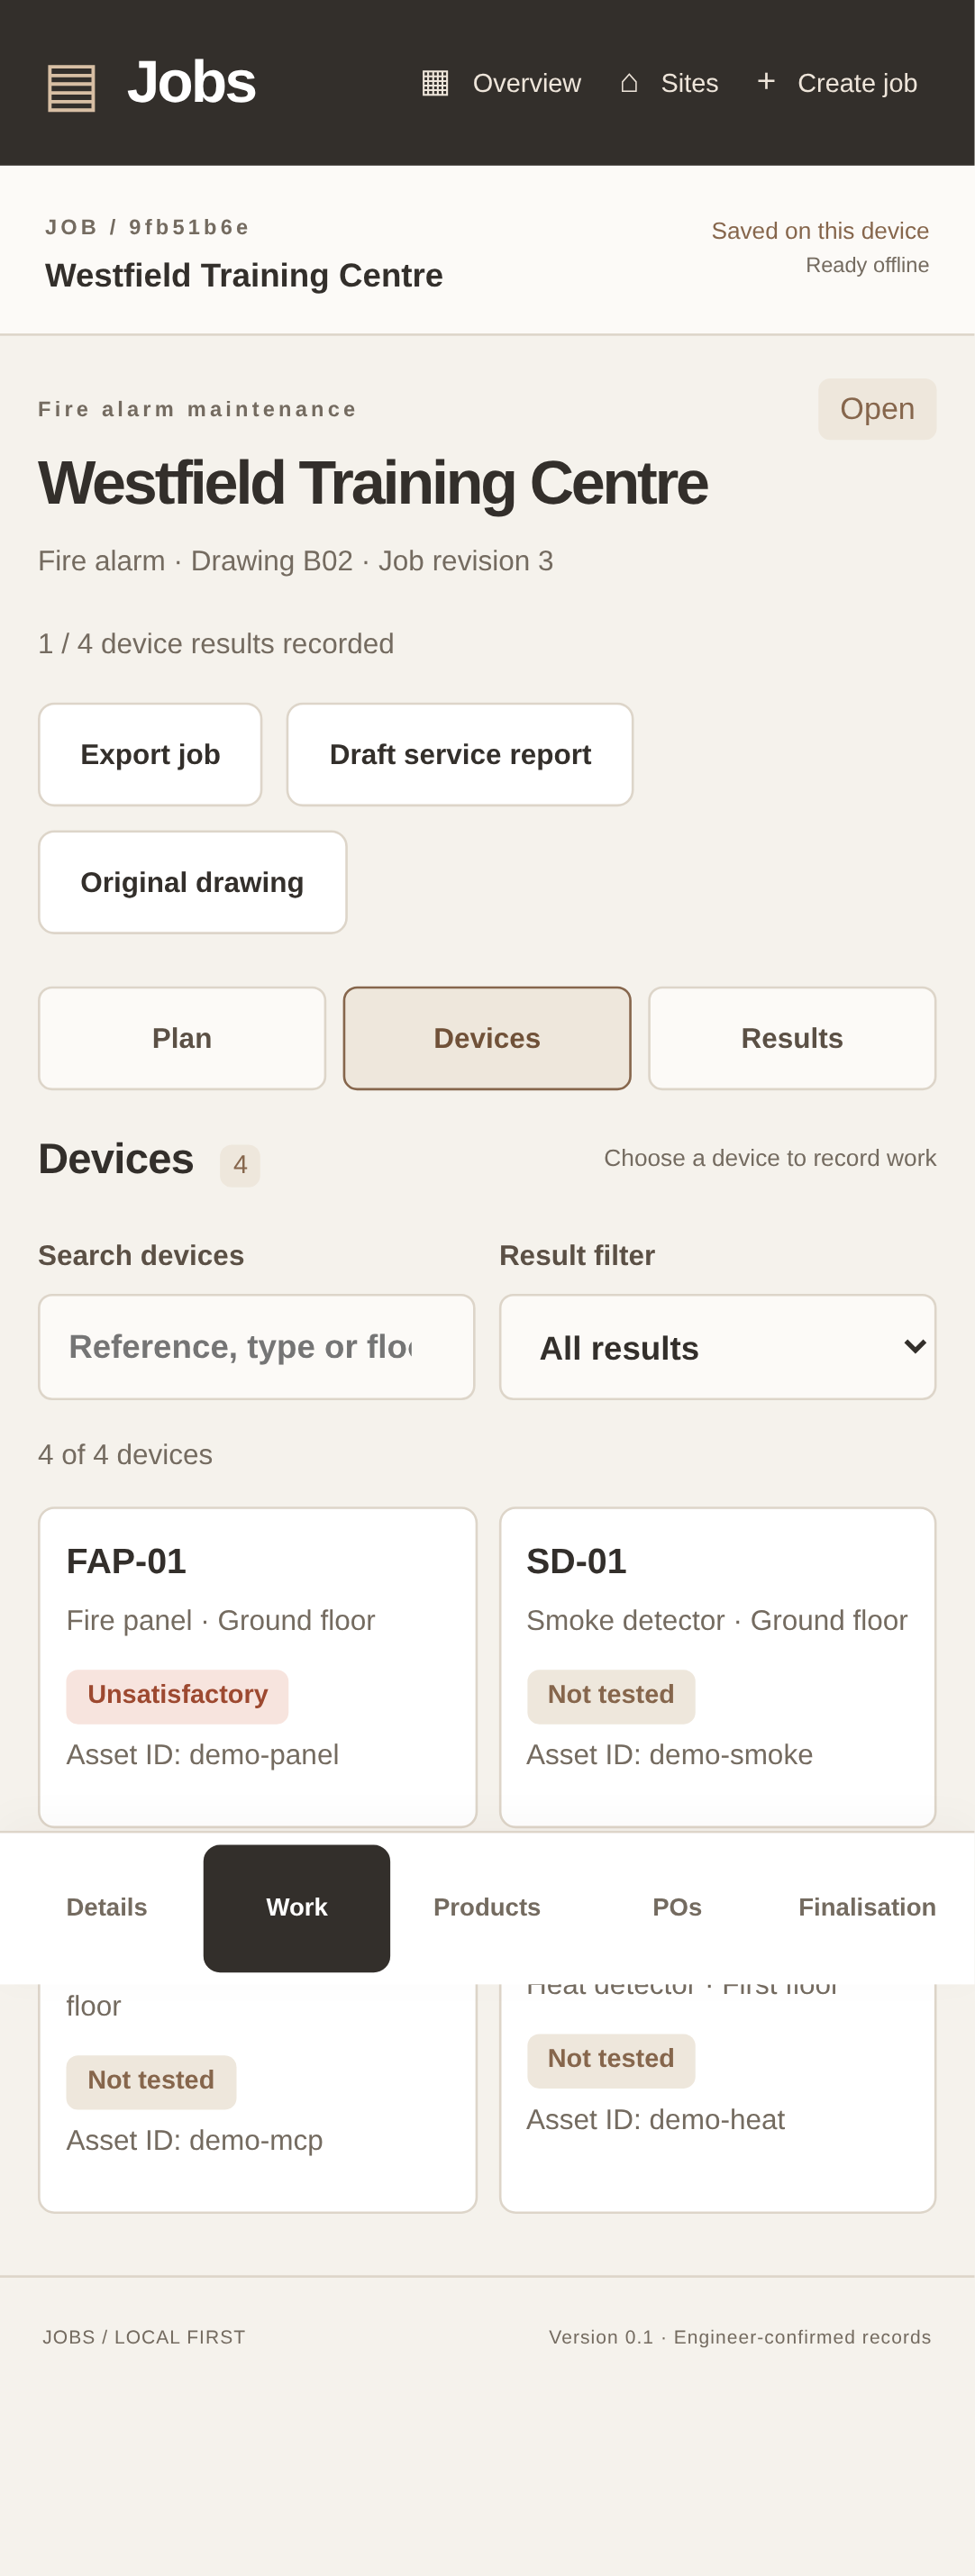 Jobs
Overview
Sites
+ Create job
JOB / 9fb51b6e
Westfield Training Centre
Saved on this device
Ready offline
Fire alarm maintenance
Open
Westfield Training Centre
Fire alarm · Drawing B02 · Job revision 3
1 / 4 device results recorded
Export job
Draft service report
Original drawing
Plan
Devices
Results
Devices 4
Choose a device to record work
Search devices
Result filter
Reference, type or
All results
4 of 4 devices
FAP-01
Fire panel · Ground floor
Unsatisfactory
Asset ID: demo-panel
SD-01
Smoke detector · Ground floor
Not tested
Asset ID: demo-smoke
Details
Work
Products
POs
Finalisation
floor
Not tested
Asset ID: demo-mcp
Heat detector · First floor
Not tested
Asset ID: demo-heat
JOBS / LOCAL FIRST
Version 0.1 · Engineer-confirmed records